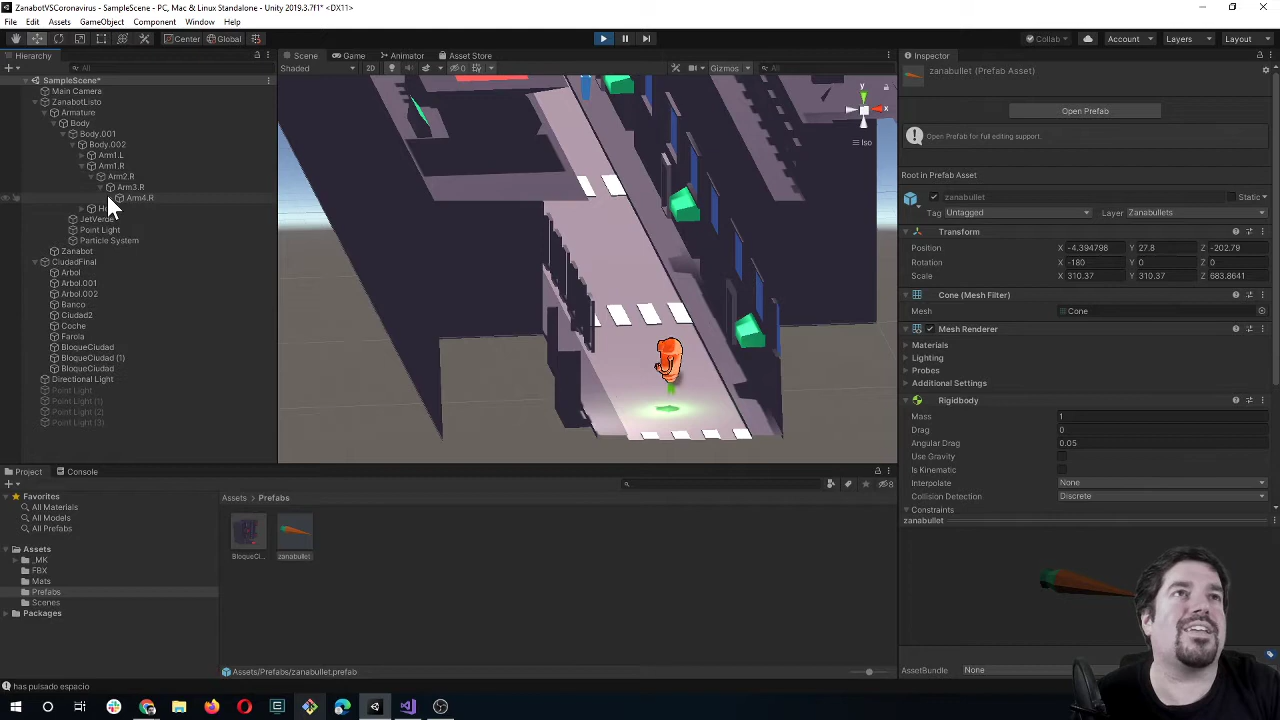 ZanabotVSCoronavirus - SampleScene - PC, Mac & Linux Standalone - Unity 2019.3.7f1* <DX11>
File Edit Assets GameObject Component Window Help
Center Global Collab Account Layers Layout
Hierarchy
All
SampleScene*
Main Camera
ZanabotListo
Armature
Body
Body.001
Body.002
Arm1.L
Arm1.R
Arm2.R
Arm3.R
Arm4.R
JetVerde
Point Light
Particle System
Zanabot
CiudadFinal
Arbol
Arbol.001
Arbol.002
Banco
Ciudad2
Coche
Farola
BloqueCiudad
BloqueCiudad (1)
BloqueCiudad
Directional Light
Point Light
Point Light (1)
Point Light (2)
Point Light (3)
Scene Game Animator Asset Store
Shaded 2D 0 Gizmos All
y
x
Iso
Inspector
zanabullet (Prefab Asset)
Open Prefab
Open Prefab for full editing support.
Root in Prefab Asset
zanabullet Static
Tag Untagged Layer Zanabullets
Transform
Position X -4.394798 Y 27.8 Z -202.79
Rotation X -180 Y 0 Z 0
Scale X 310.37 Y 310.37 Z 683.8641
Cone (Mesh Filter)
Mesh Cone
Mesh Renderer
Materials
Lighting
Probes
Additional Settings
Rigidbody
Mass 1
Drag 0
Angular Drag 0.05
Use Gravity
Is Kinematic
Interpolate None
Collision Detection Discrete
Constraints
zanabullet
AssetBundle None
Project Console
8
Favorites
All Materials
All Models
All Prefabs
Assets
_MK
FBX
Mats
Prefabs
Scenes
Packages
Assets > Prefabs
BloqueCi... zanabullet
Assets/Prefabs/zanabullet.prefab
has pulsado espacio